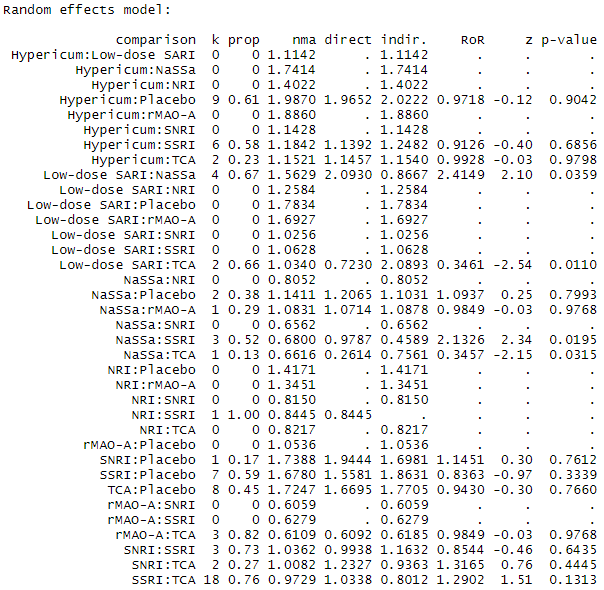 Random effects model:
comparison k prop nma direct indir. RoR z p-value
Hypericum:Low-dose SARI 0 0 1.1142 . 1.1142 . . .
Hypericum:NaSSa 0 0 1.7414 . 1.7414 . . .
Hypericum:NRI 0 0 1.4022 . 1.4022 . . .
Hypericum:Placebo 9 0.61 1.9870 1.9652 2.0222 0.9718 -0.12 0.9042
Hypericum:rMAO-A 0 0 1.8860 . 1.8860 . . .
Hypericum:SNRI 0 0 1.1428 . 1.1428 . . .
Hypericum:SSRI 6 0.58 1.1842 1.1392 1.2482 0.9126 -0.40 0.6856
Hypericum:TCA 2 0.23 1.1521 1.1457 1.1540 0.9928 -0.03 0.9798
Low-dose SARI:NaSSa 4 0.67 1.5629 2.0930 0.8667 2.4149 2.10 0.0359
Low-dose SARI:NRI 0 0 1.2584 . 1.2584 . . .
Low-dose SARI:Placebo 0 0 1.7834 . 1.7834 . . .
Low-dose SARI:rMAO-A 0 0 1.6927 . 1.6927 . . .
Low-dose SARI:SNRI 0 0 1.0256 . 1.0256 . . .
Low-dose SARI:SSRI 0 0 1.0628 . 1.0628 . . .
Low-dose SARI:TCA 2 0.66 1.0340 0.7230 2.0893 0.3461 -2.54 0.0110
NaSSa:NRI 0 0 0.8052 . 0.8052 . . .
NaSSa:Placebo 2 0.38 1.1411 1.2065 1.1031 1.0937 0.25 0.7993
NaSSa:rMAO-A 1 0.29 1.0831 1.0714 1.0878 0.9849 -0.03 0.9768
NaSSa:SNRI 0 0 0.6562 . 0.6562 . . .
NaSSa:SSRI 3 0.52 0.6800 0.9787 0.4589 2.1326 2.34 0.0195
NaSSa:TCA 1 0.13 0.6616 0.2614 0.7561 0.3457 -2.15 0.0315
NRI:Placebo 0 0 1.4171 . 1.4171 . . .
NRI:rMAO-A 0 0 1.3451 . 1.3451 . . .
NRI:SNRI 0 0 0.8150 . 0.8150 . . .
NRI:SSRI 1 1.00 0.8445 0.8445 . . . .
NRI:TCA 0 0 0.8217 . 0.8217 . . .
rMAO-A:Placebo 0 0 1.0536 . 1.0536 . . .
SNRI:Placebo 1 0.17 1.7388 1.9444 1.6981 1.1451 0.30 0.7612
SSRI:Placebo 7 0.59 1.6780 1.5581 1.8631 0.8363 -0.97 0.3339
TCA:Placebo 8 0.45 1.7247 1.6695 1.7705 0.9430 -0.30 0.7660
rMAO-A:SNRI 0 0 0.6059 . 0.6059 . . .
rMAO-A:SSRI 0 0 0.6279 . 0.6279 . . .
rMAO-A:TCA 3 0.82 0.6109 0.6092 0.6185 0.9849 -0.03 0.9768
SNRI:SSRI 3 0.73 1.0362 0.9938 1.1632 0.8544 -0.46 0.6435
SNRI:TCA 2 0.27 1.0082 1.2327 0.9363 1.3165 0.76 0.4445
SSRI:TCA 18 0.76 0.9729 1.0338 0.8012 1.2902 1.51 0.1313